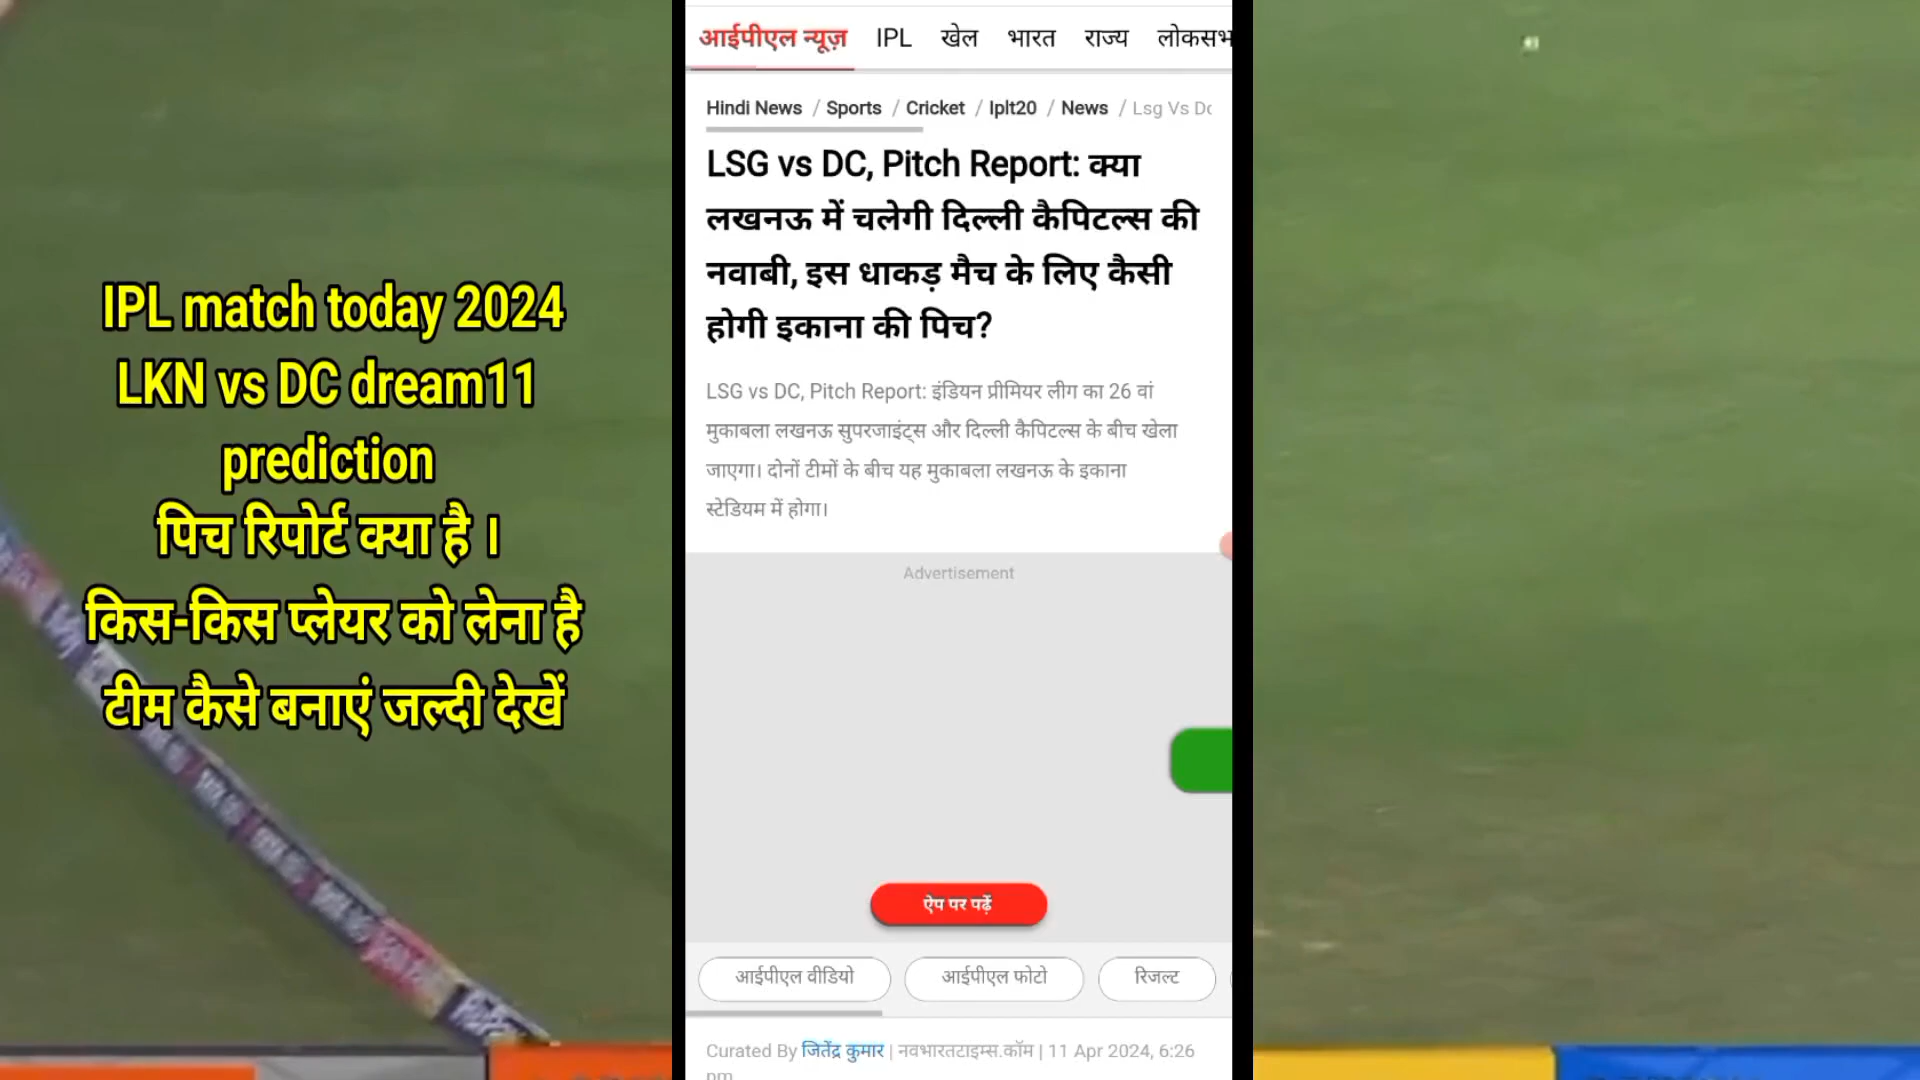 IPL match today 2024
LKN vs DC dream11
prediction
पिच रिपोर्ट क्या है ।
किस-किस प्लेयर को लेना है
टीम कैसे बनाएं जल्दी देखें
आईपीएल न्यूज़ IPL खेल भारत राज्य लोकसभ
Hindi News / Sports / Cricket / Iplt20 / News / Lsg Vs Dc
LSG vs DC, Pitch Report: क्या
लखनऊ में चलेगी दिल्ली कैपिटल्स की
नवाबी, इस धाकड़ मैच के लिए कैसी
होगी इकाना की पिच?
LSG vs DC, Pitch Report: इंडियन प्रीमियर लीग का 26 वां
मुकाबला लखनऊ सुपरजाइंट्स और दिल्ली कैपिटल्स के बीच खेला
जाएगा। दोनों टीमों के बीच यह मुकाबला लखनऊ के इकाना
स्टेडियम में होगा।
Advertisement
ऐप पर पढ़ें
आईपीएल वीडियो आईपीएल फोटो रिजल्ट
Curated By जितेंद्र कुमार | नवभारतटाइम्स.कॉम | 11 Apr 2024, 6:26
pm